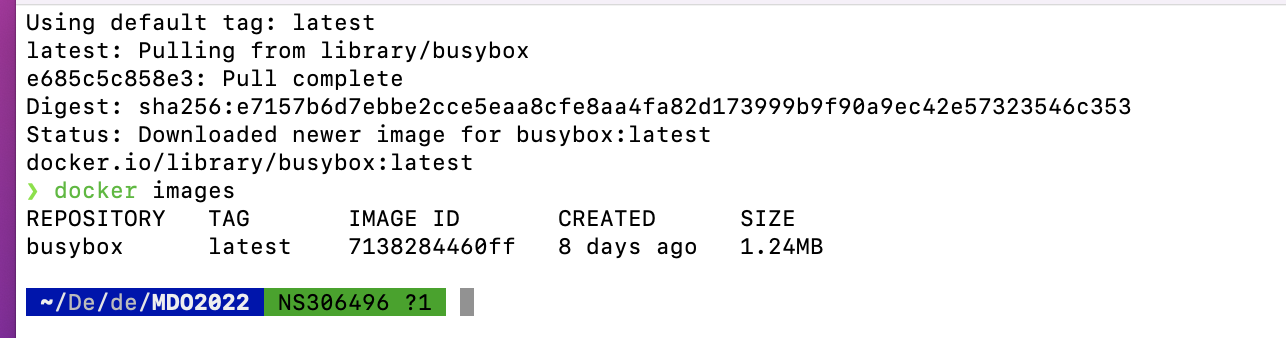 Using default tag: latest
latest: Pulling from library/busybox
e685c5c858e3: Pull complete
Digest: sha256:e7157b6d7ebbe2cce5eaa8cfe8aa4fa82d173999b9f90a9ec42e57323546c353
Status: Downloaded newer image for busybox:latest
docker.io/library/busybox:latest
❯ docker images
REPOSITORY   TAG       IMAGE ID       CREATED      SIZE
busybox      latest    7138284460ff   8 days ago   1.24MB
~/De/de/MDO2022 NS306496 ?1